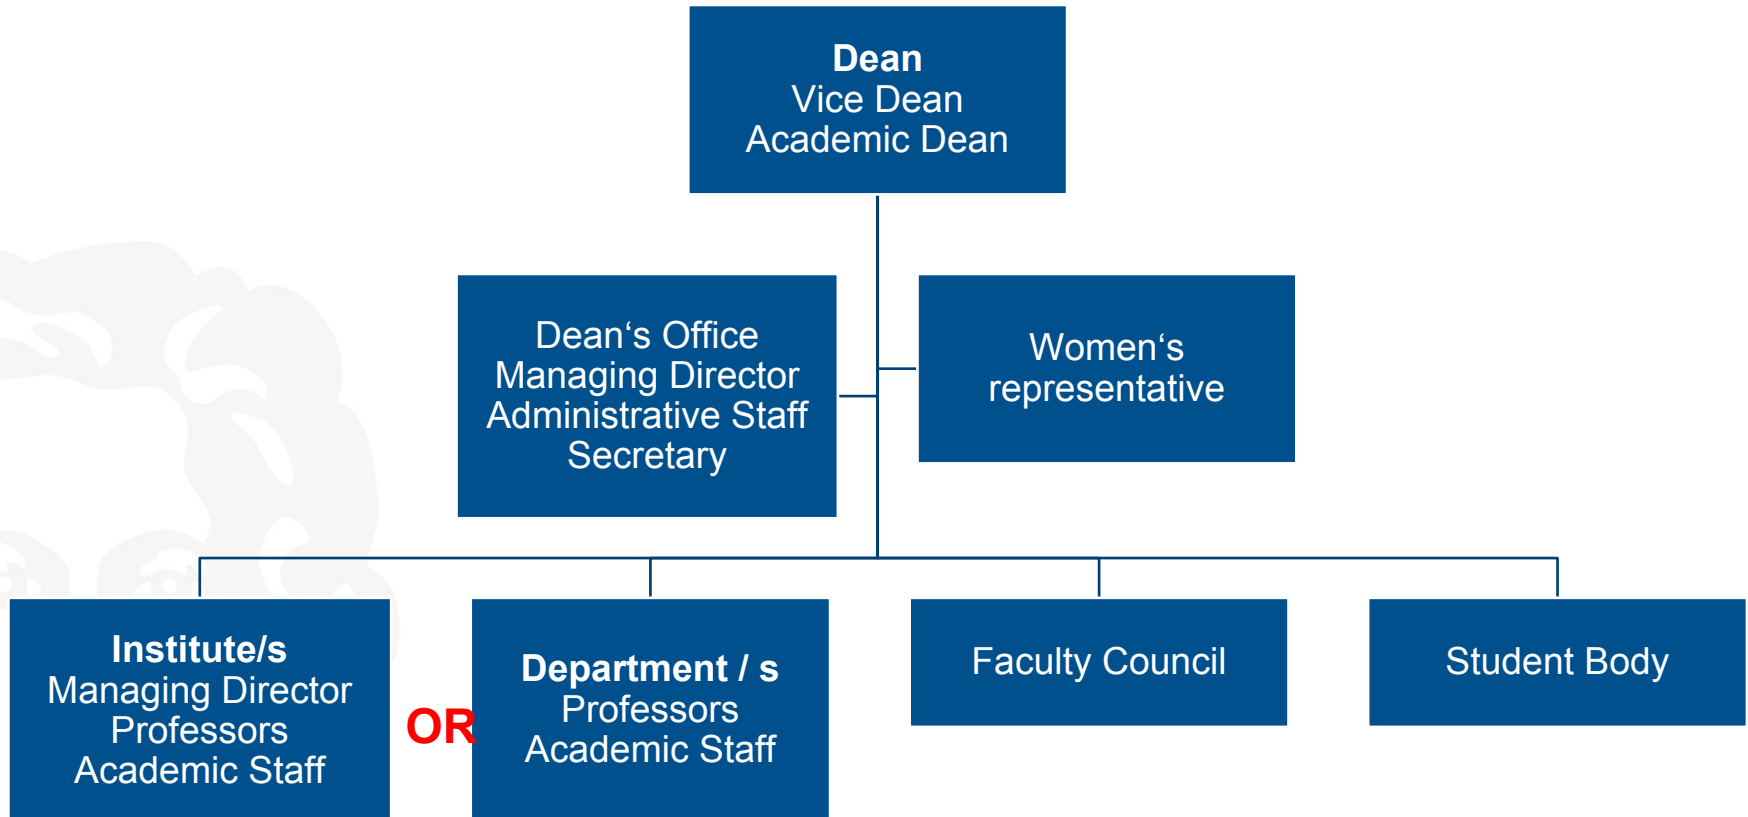 Dean
Vice Dean
Academic Dean
Dean‘s Office
Managing Director
Administrative Staff
Secretary
Women‘s
representative
Institute/s
Managing Director
Professors
Academic Staff
OR
Department / s
Professors
Academic Staff
Faculty Council
Student Body